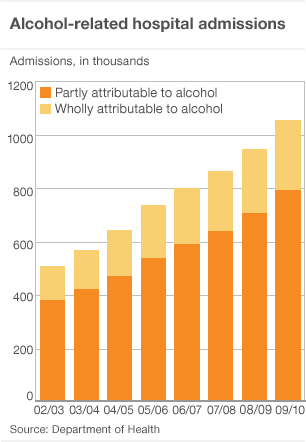 Alcohol-related hospital admissions
Admissions, in thousands
1200
Partly attributable to alcohol
Wholly attributable to alcohol
1000
800
600
400
200
0
02/03 03/04 04/05 05/06 06/07 07/08 08/09 09/10
Source: Department of Health